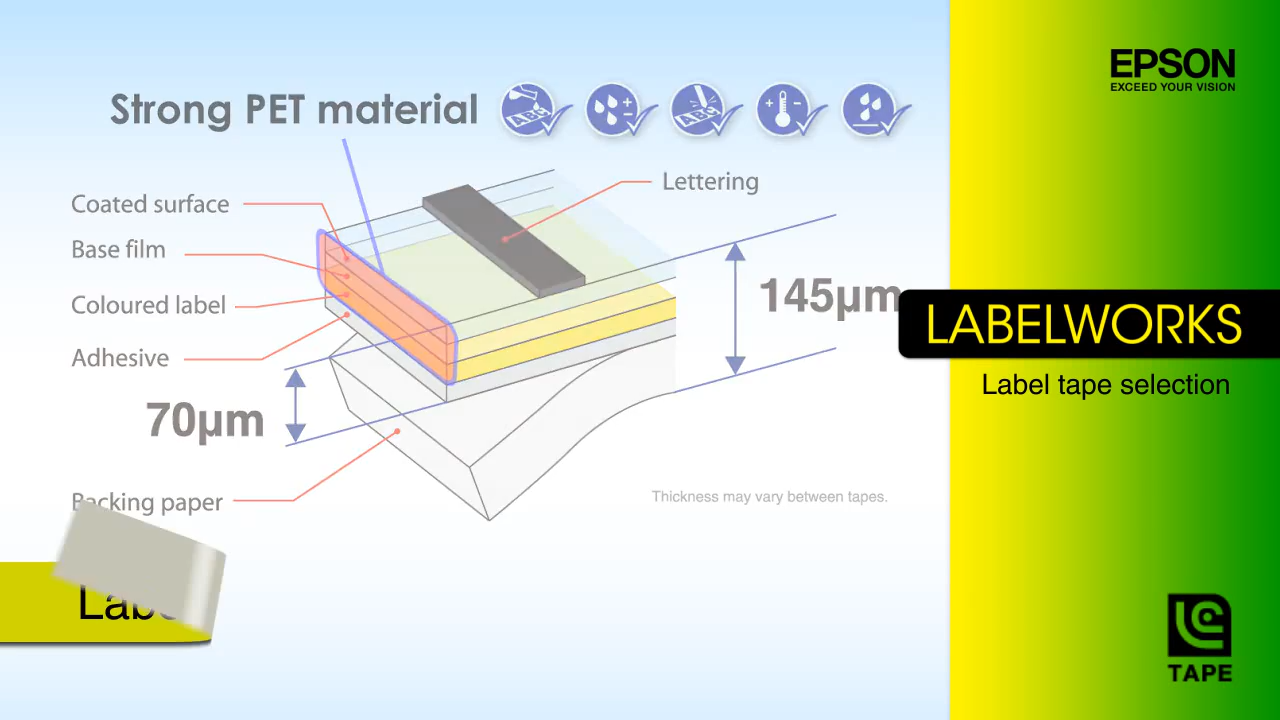 Strong PET material
Coated surface
Base film
Coloured label
Adhesive
70µm
Backing paper
Lettering
145µm
Thickness may vary between tapes.
EPSON
EXCEED YOUR VISION
LABELWORKS
Label tape selection
TAPE